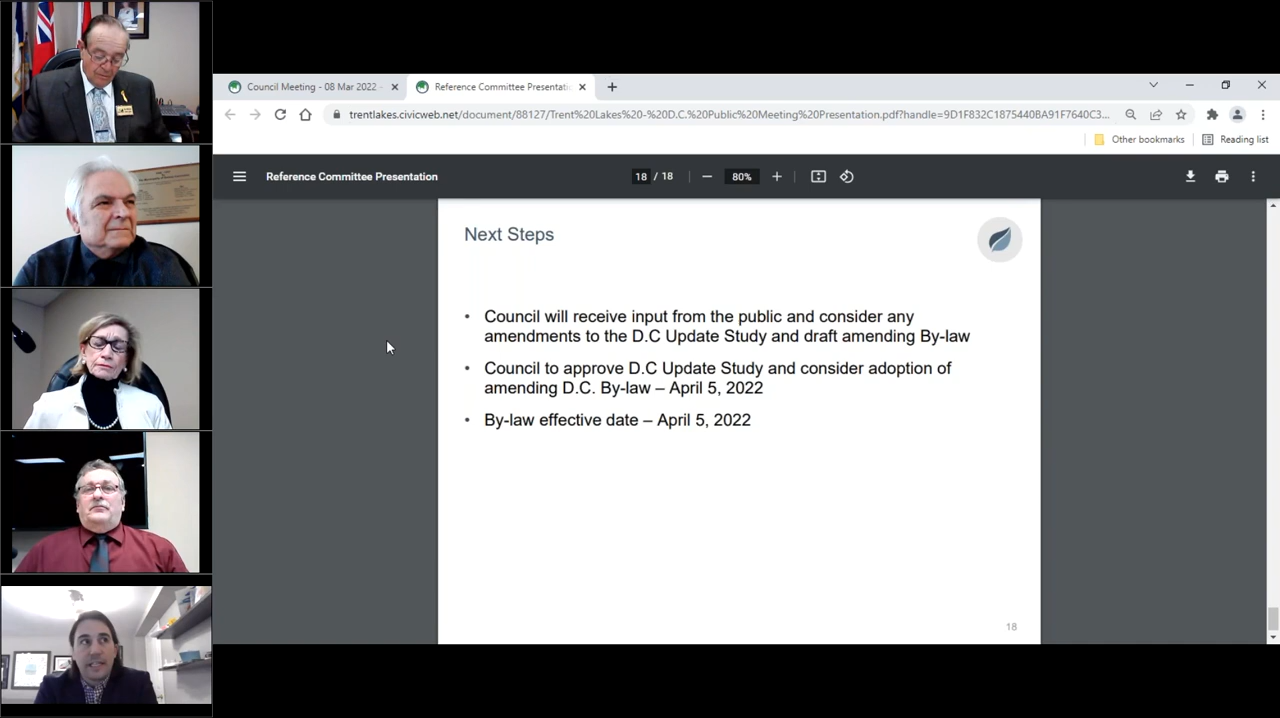 Council Meeting - 08 Mar 2022 -
Reference Committee Presentati
trentlakes.civicweb.net/document/88127/Trent%20Lakes%20-%20D.C.%20Public%20Meeting%20Presentation.pdf?handle=9D1F832C1875440BA91F7640C3...
Other bookmarks
Reading list
Reference Committee Presentation
18 / 18
80%
Next Steps
• Council will receive input from the public and consider any
amendments to the D.C Update Study and draft amending By-law
• Council to approve D.C Update Study and consider adoption of
amending D.C. By-law – April 5, 2022
• By-law effective date – April 5, 2022
18